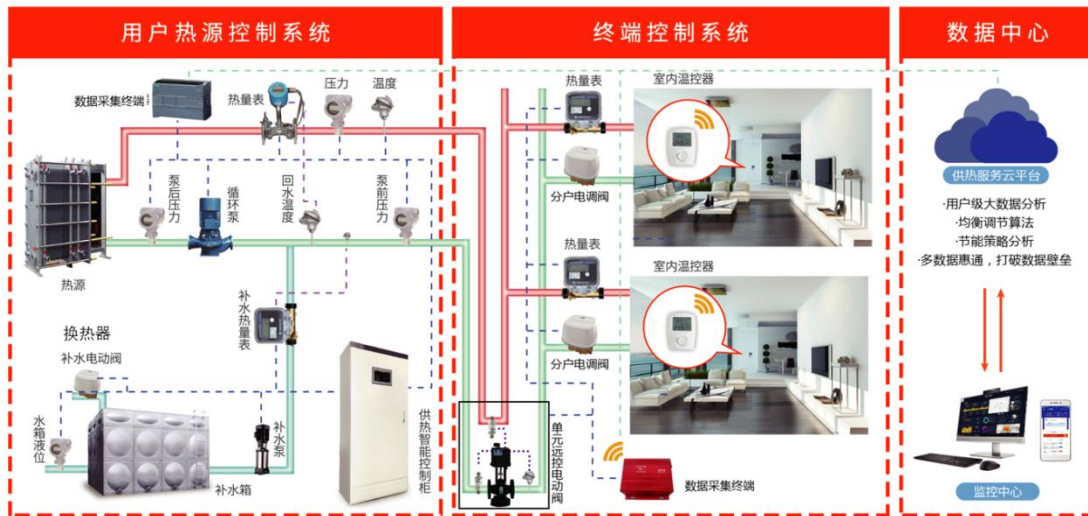 用户热源控制系统
终端控制系统
数据中心
数据采集终端
热量表
压力
温度
泵后压力
循环泵
回水温度
泵前压力
热源
补水热量表
换热器
补水电动阀
水箱液位
补水泵
补水箱
供热智能控制柜
热量表
室内温控器
分户电调阀
热量表
室内温控器
分户电调阀
单元远控电动阀
数据采集终端
供热服务云平台
·用户级大数据分析
·均衡调节算法
·节能策略分析
·多数据惠通，打破数据壁垒
监控中心